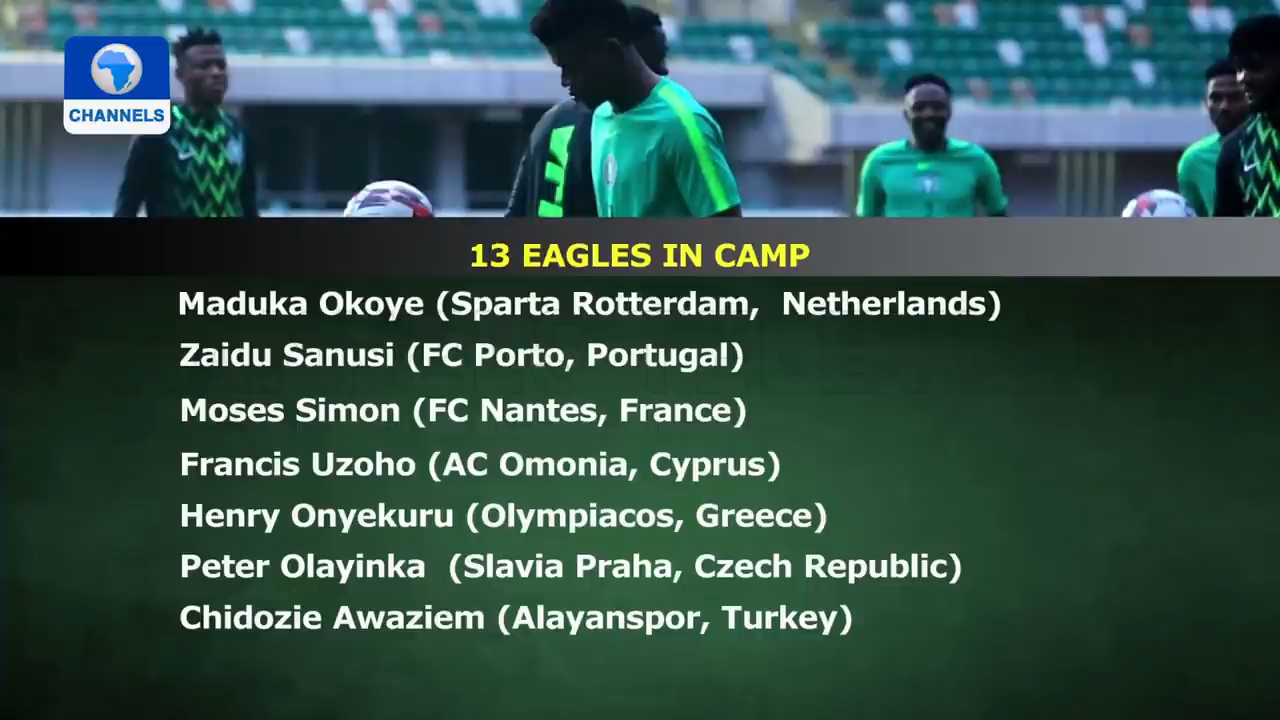 CHANNELS
13 EAGLES IN CAMP
Maduka Okoye (Sparta Rotterdam, Netherlands)
Zaidu Sanusi (FC Porto, Portugal)
Moses Simon (FC Nantes, France)
Francis Uzoho (AC Omonia, Cyprus)
Henry Onyekuru (Olympiacos, Greece)
Peter Olayinka (Slavia Praha, Czech Republic)
Chidozie Awaziem (Alayanspor, Turkey)